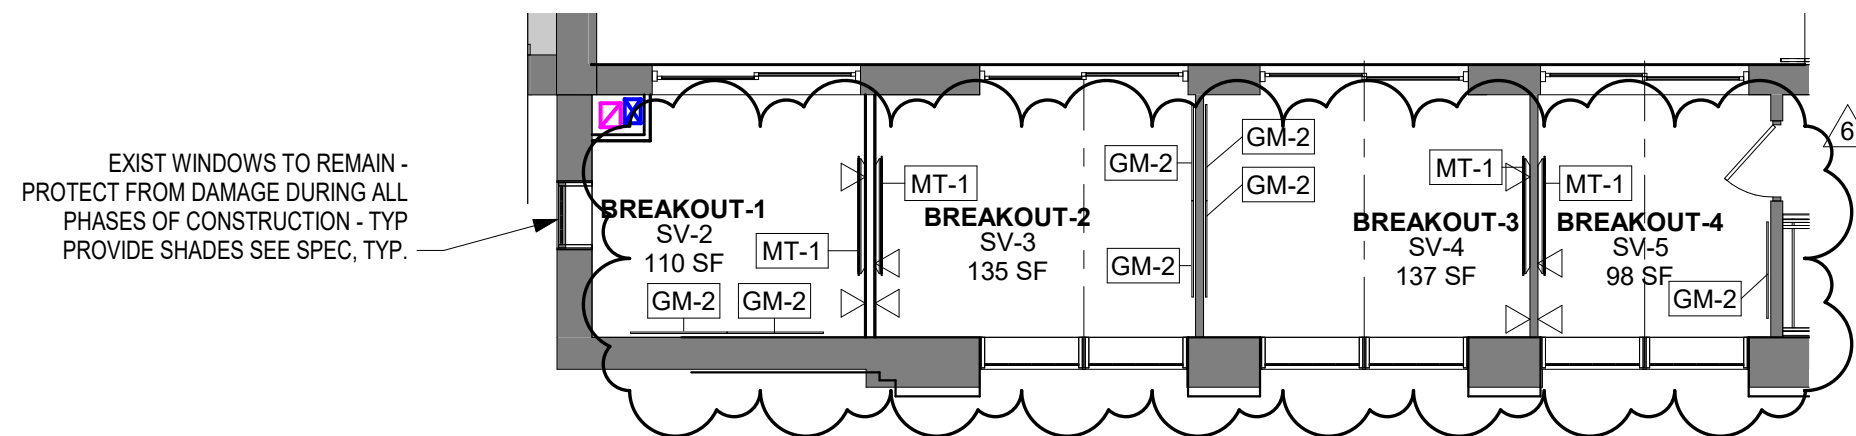 EXIST WINDOWS TO REMAIN -
PROTECT FROM DAMAGE DURING ALL
PHASES OF CONSTRUCTION - TYP
PROVIDE SHADES SEE SPEC, TYP.
BREAKOUT-1
SV-2
110 SF
MT-1
GM-2
GM-2
MT-1
BREAKOUT-2
SV-3
135 SF
GM-2
GM-2
GM-2
GM-2
MT-1
BREAKOUT-3
SV-4
137 SF
MT-1
BREAKOUT-4
SV-5
98 SF
GM-2
6